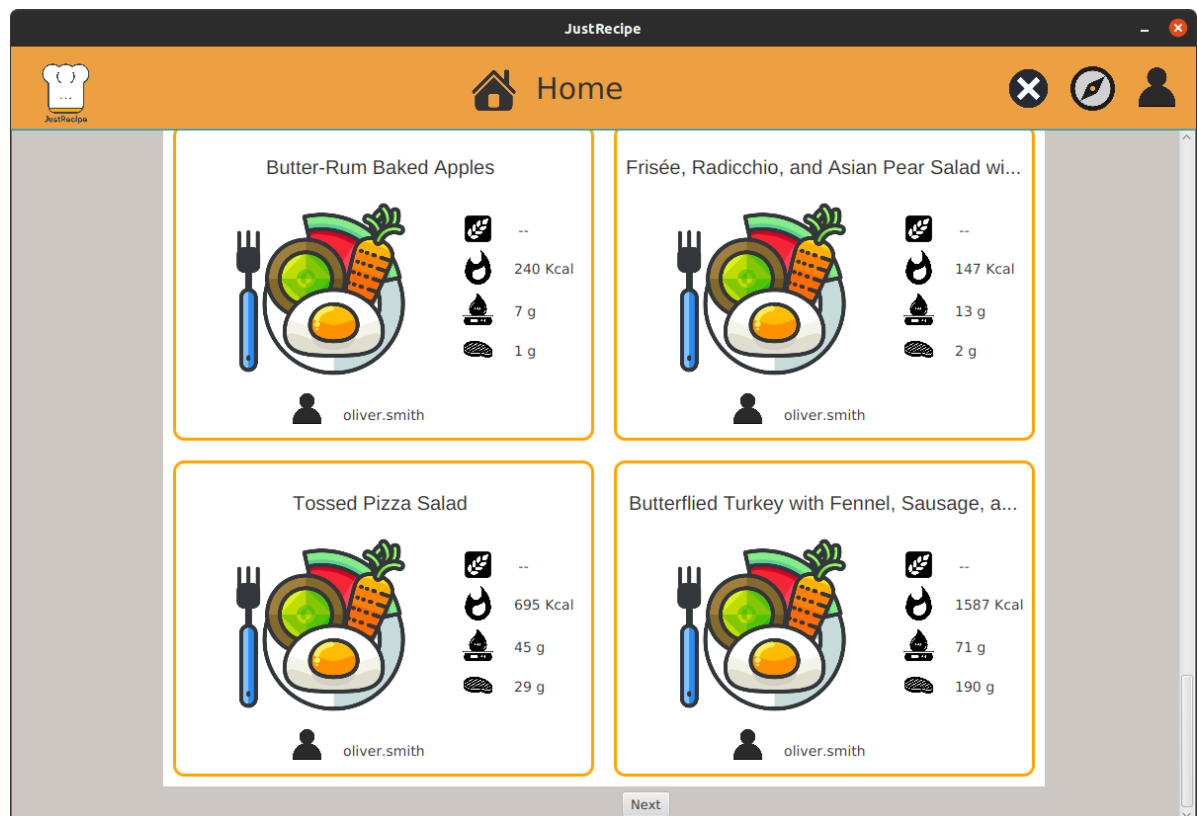 JustRecipe
JustRecipe
Home
Butter-Rum Baked Apples
--
240 Kcal
7 g
1 g
oliver.smith
Frisée, Radicchio, and Asian Pear Salad wi...
--
147 Kcal
13 g
2 g
oliver.smith
Tossed Pizza Salad
--
695 Kcal
45 g
29 g
oliver.smith
Butterflied Turkey with Fennel, Sausage, a...
--
1587 Kcal
71 g
190 g
oliver.smith
Next